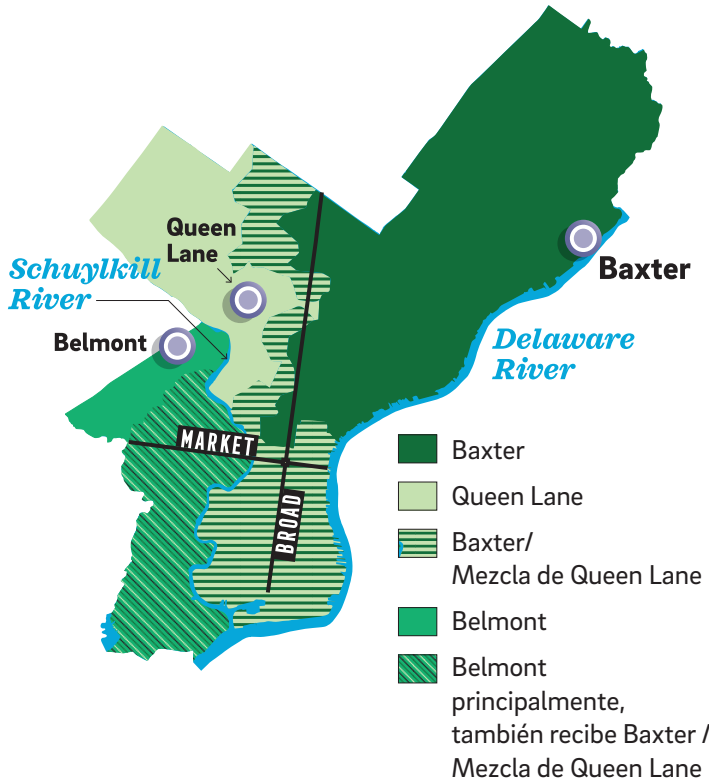 Queen
Lane
Schuylkill
River
Baxter
Belmont
Delaware
River
MARKET
BROAD
Baxter
Queen Lane
Baxter/
Mezcla de Queen Lane
Belmont
Belmont
principalmente,
también recibe Baxter /
Mezcla de Queen Lane